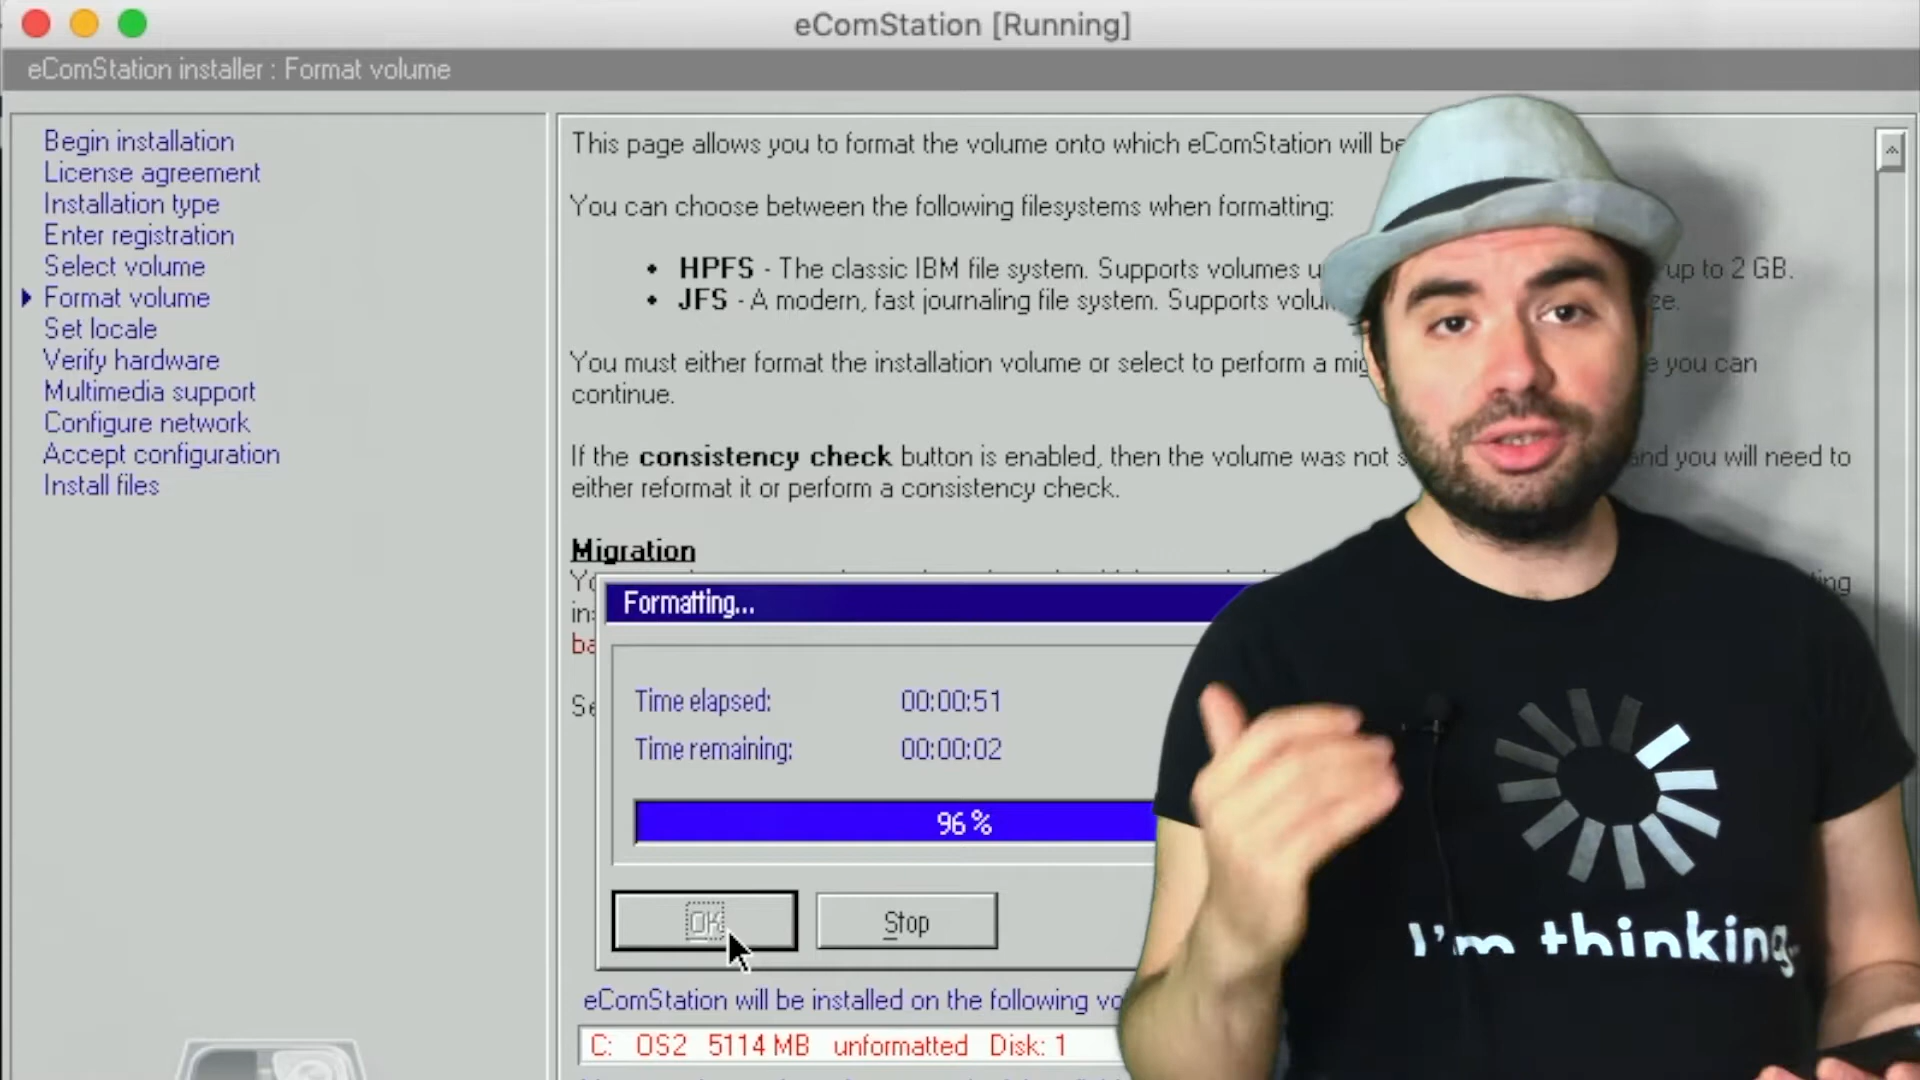 eComStation [Running]
eComStation installer : Format volume
Begin installation
License agreement
Installation type
Enter registration
Select volume
Format volume
Set locale
Verify hardware
Multimedia support
Configure network
Accept configuration
Install files
This page allows you to format the volume onto which eComStation will be
You can choose between the following filesystems when formatting:
• HPFS - The classic IBM file system. Supports volumes up to 2 GB.
• JFS - A modern, fast journaling file system. Supports
You must either format the installation volume or select to perform a you can
continue.
If the consistency check button is enabled, then the volume was not and you will need to
either reformat it or perform a consistency check.
Migration
Formatting...
Time elapsed: 00:00:51
Time remaining: 00:00:02
96%
OK
Stop
eComStation will be installed on the following
C: OS2 5114 MB unformatted Disk: 1
I'm thinking..